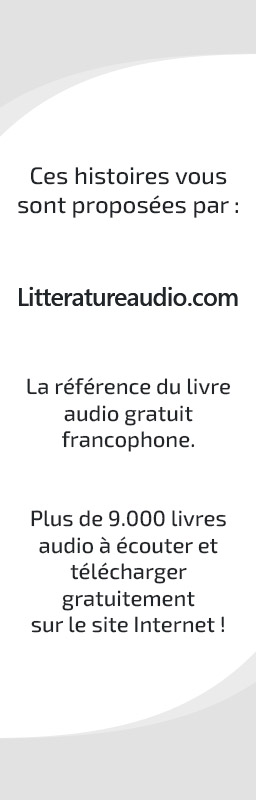 Ces histoires vous
sont proposées par :
Litteratureaudio.com
La référence du livre
audio gratuit
francophone.
Plus de 9.000 livres
audio à écouter et
télécharger
gratuitement
sur le site Internet !